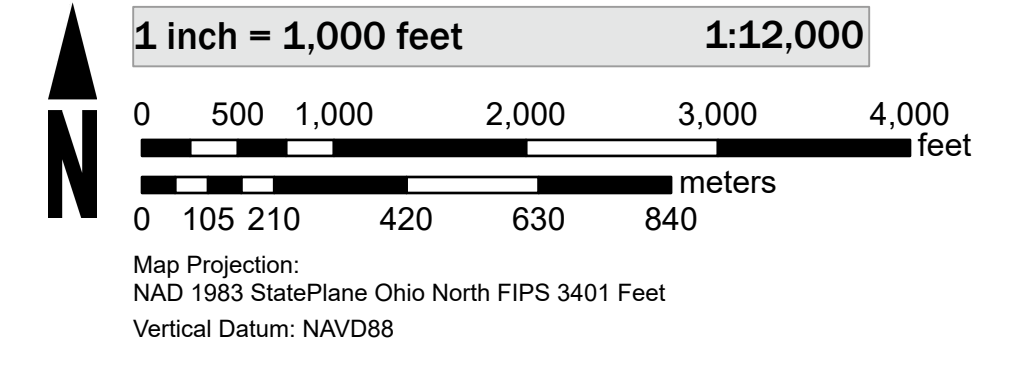 1 inch = 1,000 feet 1:12,000
0 500 1,000 2,000 3,000 4,000
feet
meters
0 105 210 420 630 840
N
Map Projection:
NAD 1983 StatePlane Ohio North FIPS 3401 Feet
Vertical Datum: NAVD88